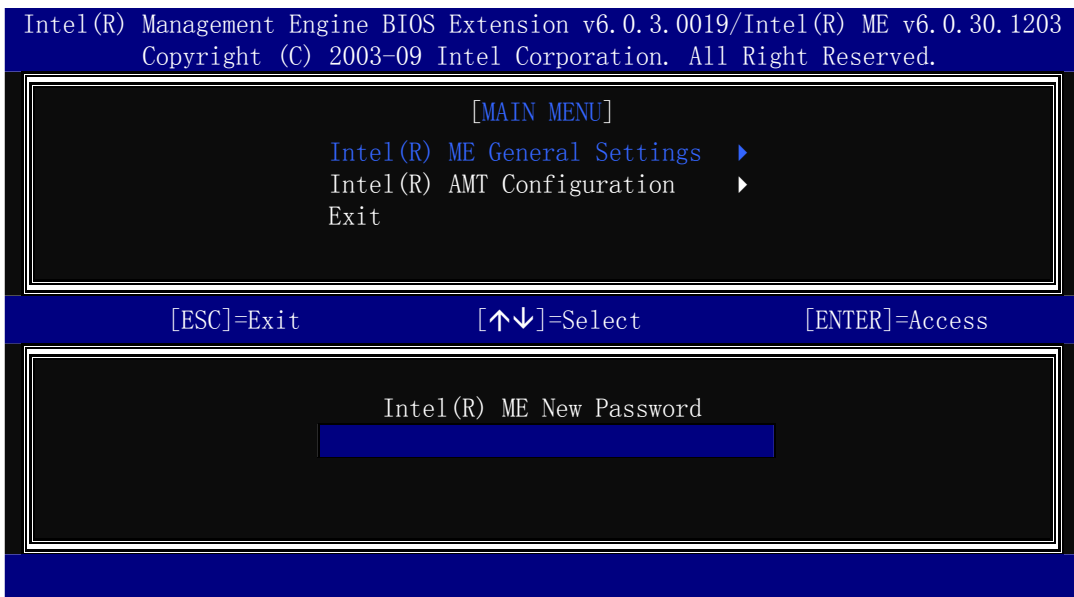 Intel(R) Management Engine BIOS Extension v6.0.3.0019/Intel(R) ME v6.0.30.1203
Copyright (C) 2003-09 Intel Corporation. All Right Reserved.
[MAIN MENU]
Intel(R) ME General Settings ▶
Intel(R) AMT Configuration ▶
Exit
[ESC]=Exit [↑↓]=Select [ENTER]=Access
Intel(R) ME New Password